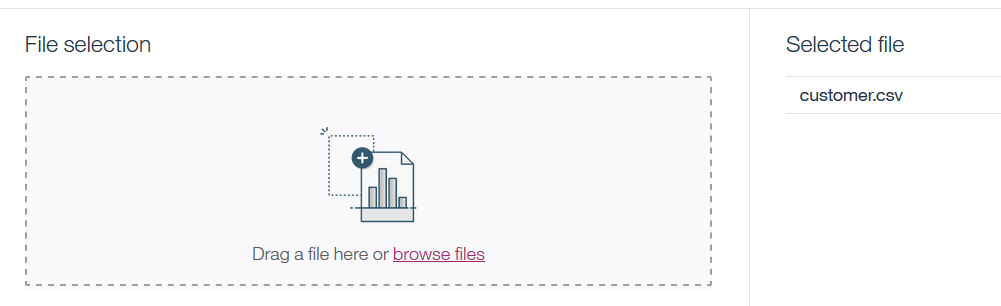 File selection
Drag a file here or browse files
Selected file
customer.csv